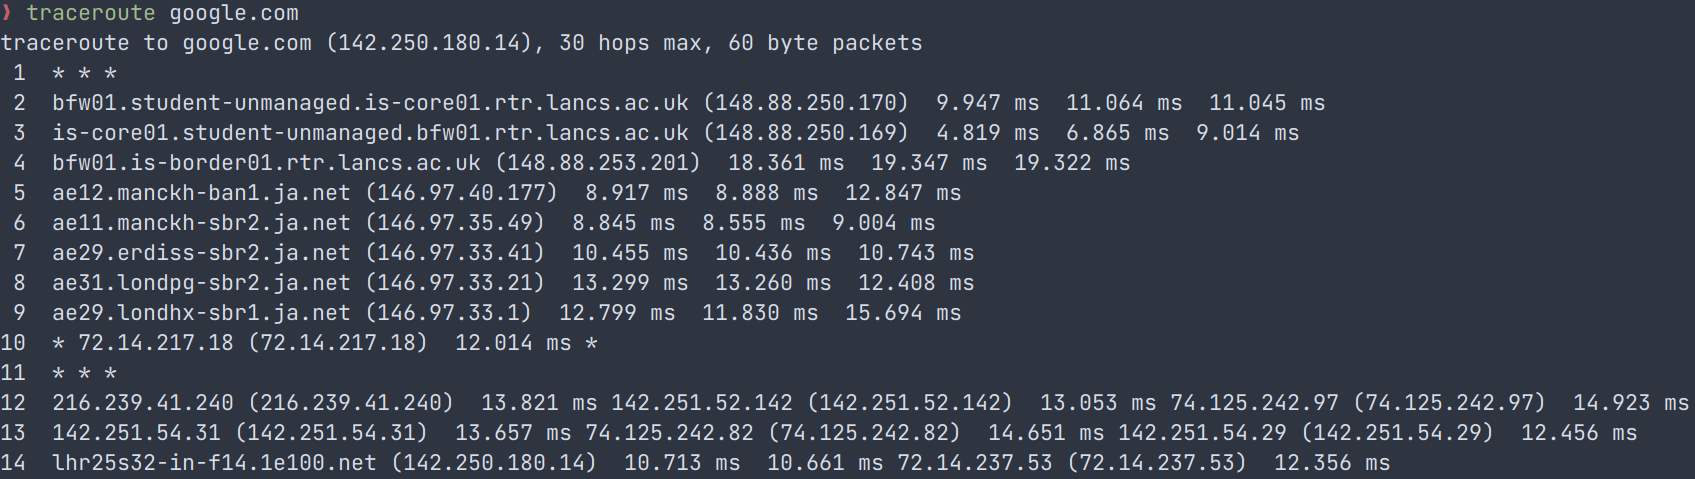 ❯ traceroute google.com
traceroute to google.com (142.250.180.14), 30 hops max, 60 byte packets
 1  * * *
 2  bfw01.student-unmanaged.is-core01.rtr.lancs.ac.uk (148.88.250.170)  9.947 ms  11.064 ms  11.045 ms
 3  is-core01.student-unmanaged.bfw01.rtr.lancs.ac.uk (148.88.250.169)  4.819 ms  6.865 ms  9.014 ms
 4  bfw01.is-border01.rtr.lancs.ac.uk (148.88.253.201)  18.361 ms  19.347 ms  19.322 ms
 5  ae12.manckh-ban1.ja.net (146.97.40.177)  8.917 ms  8.888 ms  12.847 ms
 6  ae11.manckh-sbr2.ja.net (146.97.35.49)  8.845 ms  8.555 ms  9.004 ms
 7  ae29.erdiss-sbr2.ja.net (146.97.33.41)  10.455 ms  10.436 ms  10.743 ms
 8  ae31.londpg-sbr2.ja.net (146.97.33.21)  13.299 ms  13.260 ms  12.408 ms
 9  ae29.londhx-sbr1.ja.net (146.97.33.1)  12.799 ms  11.830 ms  15.694 ms
10  * 72.14.217.18 (72.14.217.18)  12.014 ms *
11  * * *
12  216.239.41.240 (216.239.41.240)  13.821 ms 142.251.52.142 (142.251.52.142)  13.053 ms 74.125.242.97 (74.125.242.97)  14.923 ms
13  142.251.54.31 (142.251.54.31)  13.657 ms 74.125.242.82 (74.125.242.82)  14.651 ms 142.251.54.29 (142.251.54.29)  12.456 ms
14  lhr25s32-in-f14.1e100.net (142.250.180.14)  10.713 ms  10.661 ms 72.14.237.53 (72.14.237.53)  12.356 ms